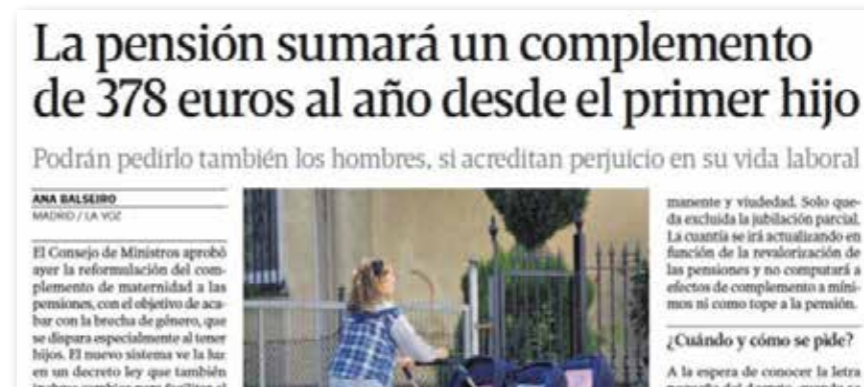 La pensión sumará un complemento
de 378 euros al año desde el primer hijo
Podrán pedirlo también los hombres, si acreditan perjuicio en su vida laboral
ANA BALSEIRO
MADRID / LA VOZ
El Consejo de Ministros aprobó
ayer la reformulación del com-
plemento de maternidad a las
pensiones, con el objetivo de aca-
bar con la brecha de género, que
se dispara especialmente al tener
hijos. El nuevo sistema ve la luz
en un decreto ley que también
manente y viudedad. Solo que-
da excluida la jubilación parcial.
La cuantía se irá actualizando en
función de la revalorización de
las pensiones y no computará a
efectos de complemento a míni-
mos ni como tope a la pensión.
¿Cuándo y cómo se pide?
A la espera de conocer la letra